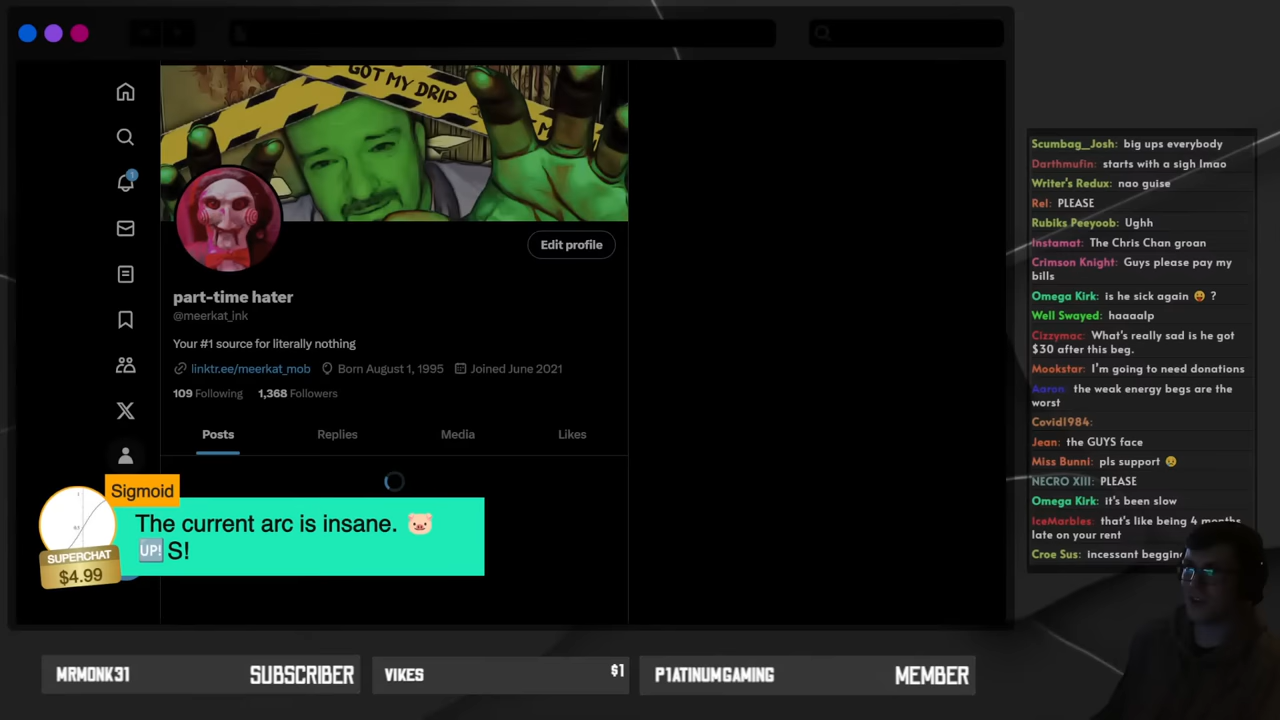 GOT MY DRIP
Edit profile
part-time hater
@meerkat_ink
Your #1 source for literally nothing
linktr.ee/meerkat_mob Born August 1, 1995 Joined June 2021
109 Following 1,368 Followers
Posts Replies Media Likes
1
Sigmoid
The current arc is insane. 🐷
UP! S!
SUPERCHAT
$4.99
Scumbag__Josh: big ups everybody
Darthmufin: starts with a sigh lmao
Writer's Redux: nao guise
Rel: PLEASE
Rubiks Peeyoob: Ughh
Instamat: The Chris Chan groan
Crimson Knight: Guys please pay my
bills
Omega Kirk: is he sick again 😛 ?
Well Swayed: haaaalp
Cizzymac: What's really sad is he got
$30 after this beg.
Mookstar: I'm going to need donations
Aaron: the weak energy begs are the
worst
Covid1984:
Jean: the GUYS face
Miss Bunni: pls support 😥
NECRO XIII: PLEASE
Omega Kirk: it's been slow
IceMarbles: that's like being 4 months
late on your rent
Croe Sus: incessant
MRMONK31 SUBSCRIBER
VIKES $1
P1ATINUMGAMING MEMBER